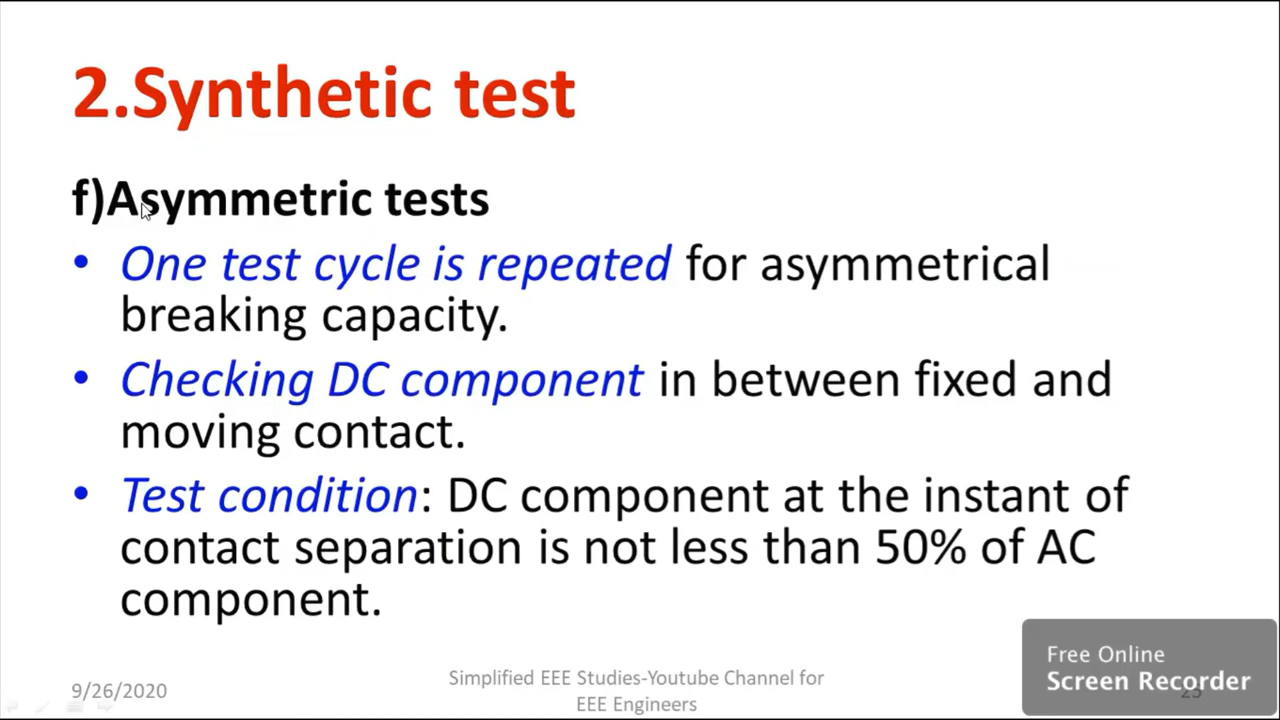 2.Synthetic test
f)Asymmetric tests
• One test cycle is repeated for asymmetrical
breaking capacity.
• Checking DC component in between fixed and
moving contact.
• Test condition: DC component at the instant of
contact separation is not less than 50% of AC
component.
9/26/2020
Simplified EEE Studies-Youtube Channel for
EEE Engineers
Free Online
Screen Recorder